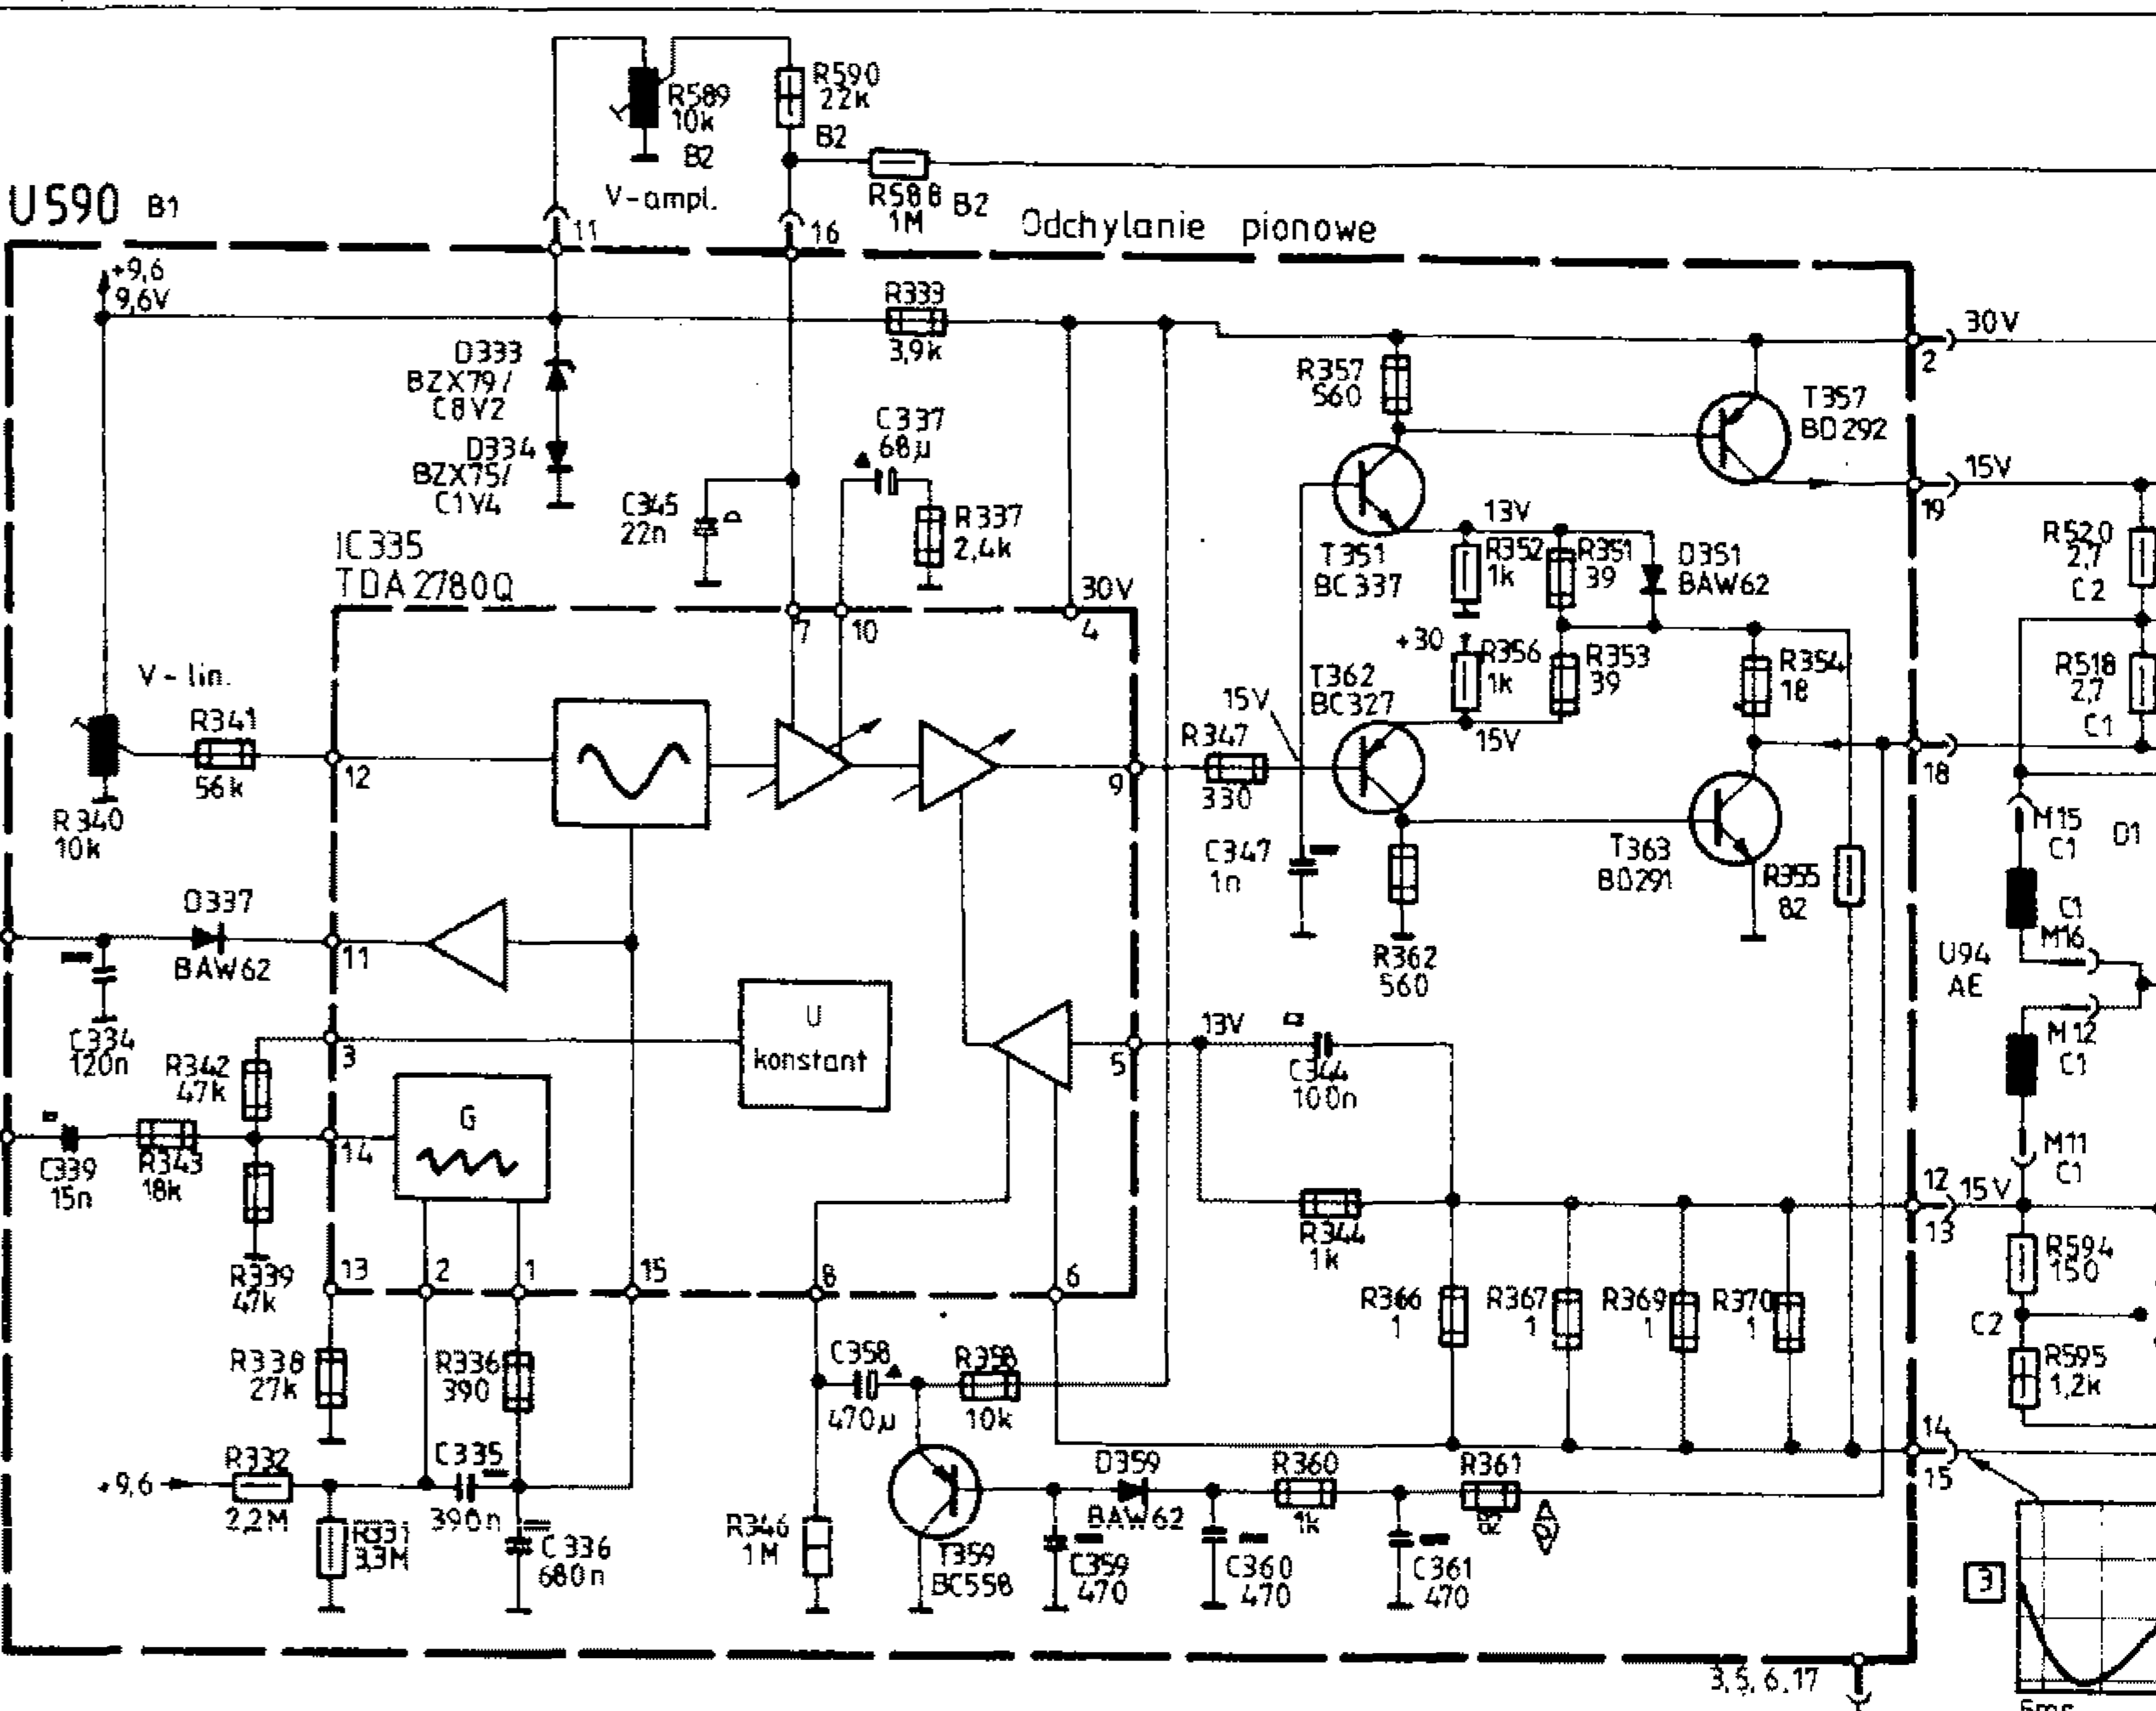 R589
10k
B2
V-ampl.
R590
22k
B2
R588 B2
1M
U590 B1
Odchylanie pionowe
11
16
+9,6
9,6V
R333
3,9k
30V
2
D333
BZX79/
C8V2
D334
BZX75/
C1V4
C337
68µ
R337
2,4k
C345
22n
R357
560
T357
BD292
15V
19
T351
BC337
13V
R352
1k
R351
39
D351
BAW62
R520
2,7
C2
IC335
TDA2780Q
7
10
30V
4
+30
R356
1k
R353
39
R354
18
R518
2,7
C1
T362
BC327
15V
15V
V-lin.
R341
56k
12
R340
10k
9
R347
330
18
C347
1n
T363
BD291
R355
82
R362
560
M15
C1
D1
C1
M16
U94
AE
M12
C1
M11
C1
D337
BAW62
11
C334
120n
3
U
konstant
5
13V
C344
100n
R342
47k
G
14
C339
15n
R343
18k
R339
47k
R344
1k
12
15V
13
R594
150
C2
R595
1,2k
13
2
1
15
8
6
R366
1
R367
1
R369
1
R370
1
R338
27k
R336
390
C358
470µ
R358
10k
14
15
+9,6
R332
2,2M
R331
3,3M
C335
390n
C336
680n
R346
1M
T359
BC558
D359
BAW62
C359
470
R360
1k
C360
470
R361
C361
470
3
3,5,6,17
5ms